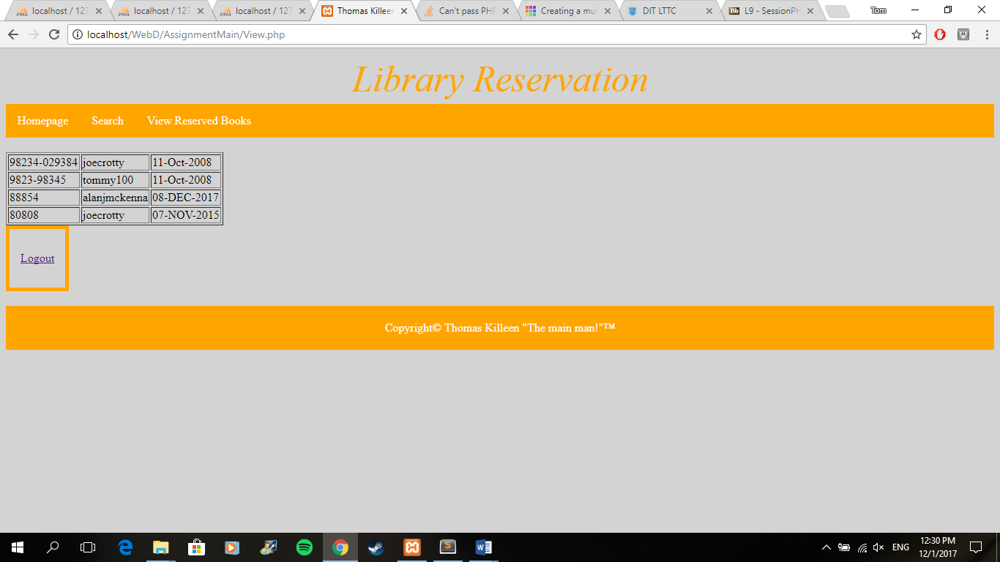 localhost / 127
localhost / 127
localhost / 127
Thomas Killeen
Can't pass PHP
Creating a mul
DIT LTTC
L9 - SessionPH
Tom
localhost/WebD/AssignmentMain/View.php
Library Reservation
Homepage Search View Reserved Books
98234-029384 joecrotty 11-Oct-2008
9823-98345 tommy100 11-Oct-2008
88854 alanjmckenna 08-DEC-2017
80808 joecrotty 07-NOV-2015
Logout
Copyright© Thomas Killeen "The main man!"™
ENG
12:30 PM
12/1/2017